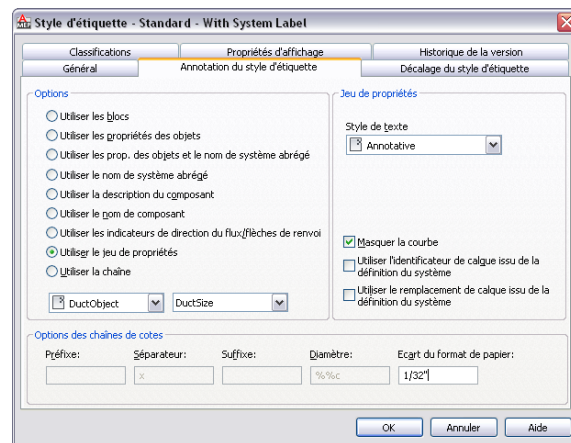 Style d'étiquette - Standard - With System Label
Classifications
Propriétés d'affichage
Historique de la version
Général
Annotation du style d'étiquette
Décalage du style d'étiquette
Options
Utiliser les blocs
Utiliser les propriétés des objets
Utiliser les prop. des objets et le nom de système abrégé
Utiliser le nom de système abrégé
Utiliser la description du composant
Utiliser le nom de composant
Utiliser les indicateurs de direction du flux/flèches de renvoi
Utiliser le jeu de propriétés
Utiliser la chaîne
DuctObject
DuctSize
Jeu de propriétés
Style de texte
Annotative
Masquer la courbe
Utiliser l'identificateur de calque issu de la
définition du système
Utiliser le remplacement de calque issu de la
définition du système
Options des chaînes de cotes
Préfixe:
Séparateur:
Suffixe:
Diamètre:
Ecart du format de papier:
x
%%c
1/32"
OK
Annuler
Aide